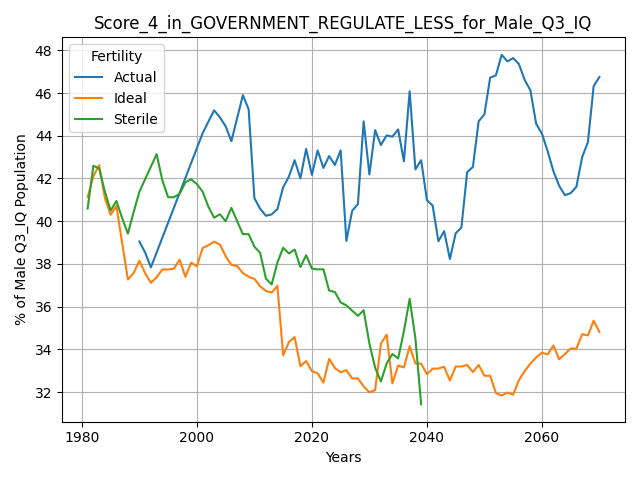 Score_4_in_GOVERNMENT_REGULATE_LESS_for_Male_Q3_IQ
Fertility
Actual
Ideal
Sterile
% of Male Q3_IQ Population
48
46
44
42
40
38
36
34
32
1980
2000
2020
2040
2060
Years